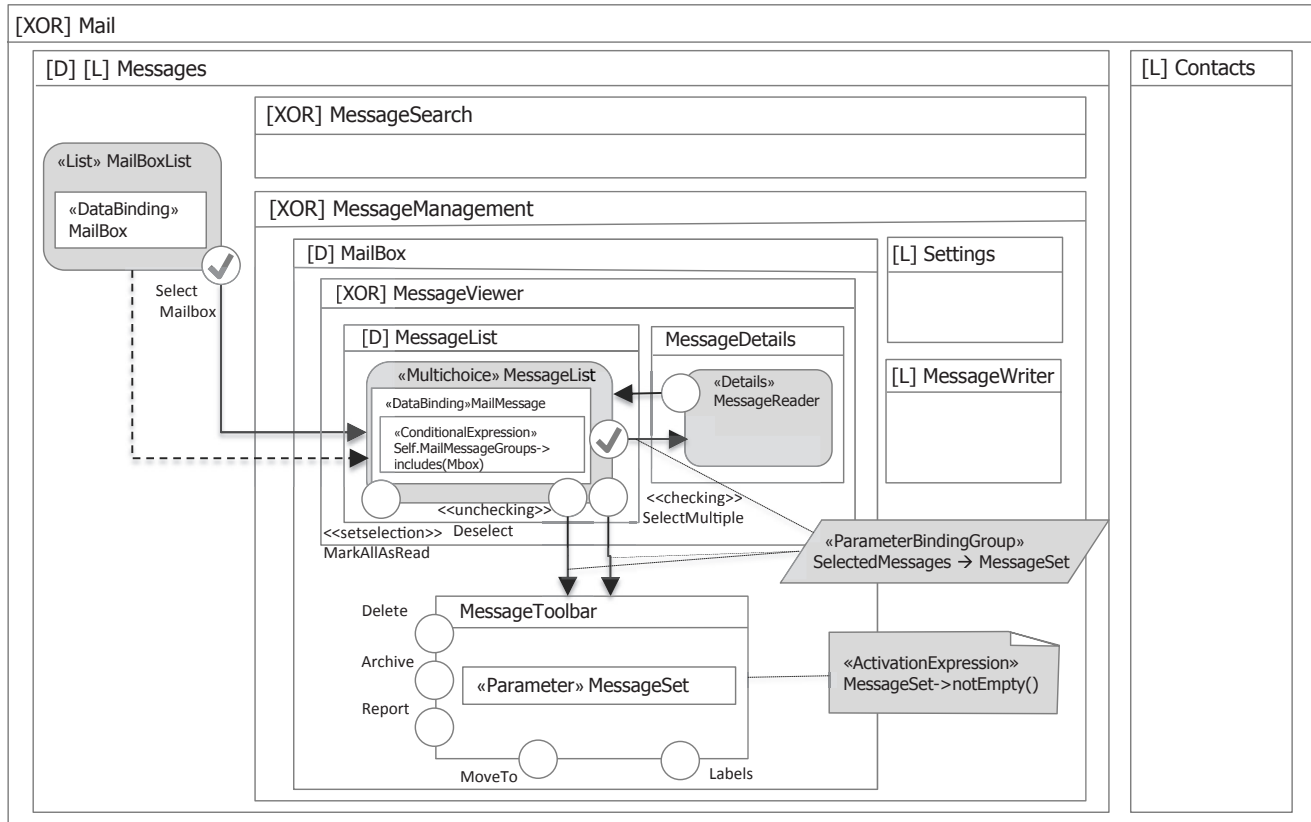 [XOR] Mail
[D] [L] Messages
[L] Contacts
[XOR] MessageSearch
«List» MailBoxList
«DataBinding»
MailBox
Select
Mailbox
[XOR] MessageManagement
[D] MailBox
[L] Settings
[XOR] MessageViewer
[D] MessageList
MessageDetails
[L] MessageWriter
«Multichoice» MessageList
«DataBinding»MailMessage
«ConditionalExpression»
Self.MailMessageGroups->
includes(Mbox)
«Details»
MessageReader
<<checking>>
SelectMultiple
<<unchecking>>
Deselect
<<setselection>>
MarkAllAsRead
«ParameterBindingGroup»
SelectedMessages → MessageSet
Delete
MessageToolbar
Archive
«Parameter» MessageSet
Report
MoveTo
Labels
«ActivationExpression»
MessageSet->notEmpty()